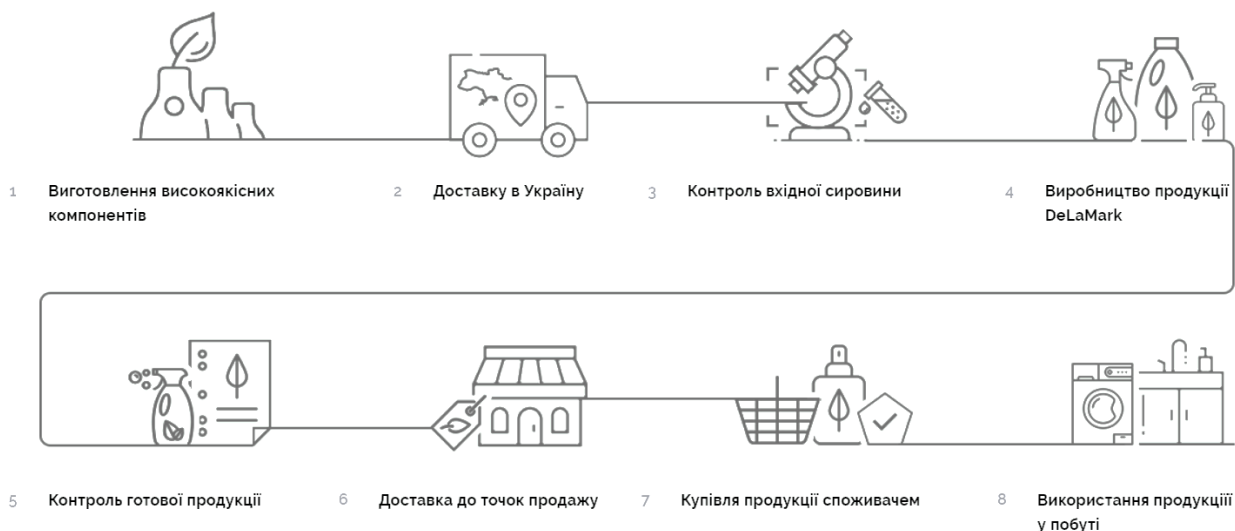 1 Виготовлення високоякісних
компонентів
2 Доставку в Україну
3 Контроль вхідної сировини
4 Виробництво продукції
DeLaMark
5 Контроль готової продукції
6 Доставка до точок продажу
7 Купівля продукції споживачем
8 Використання продукціїї
у побуті